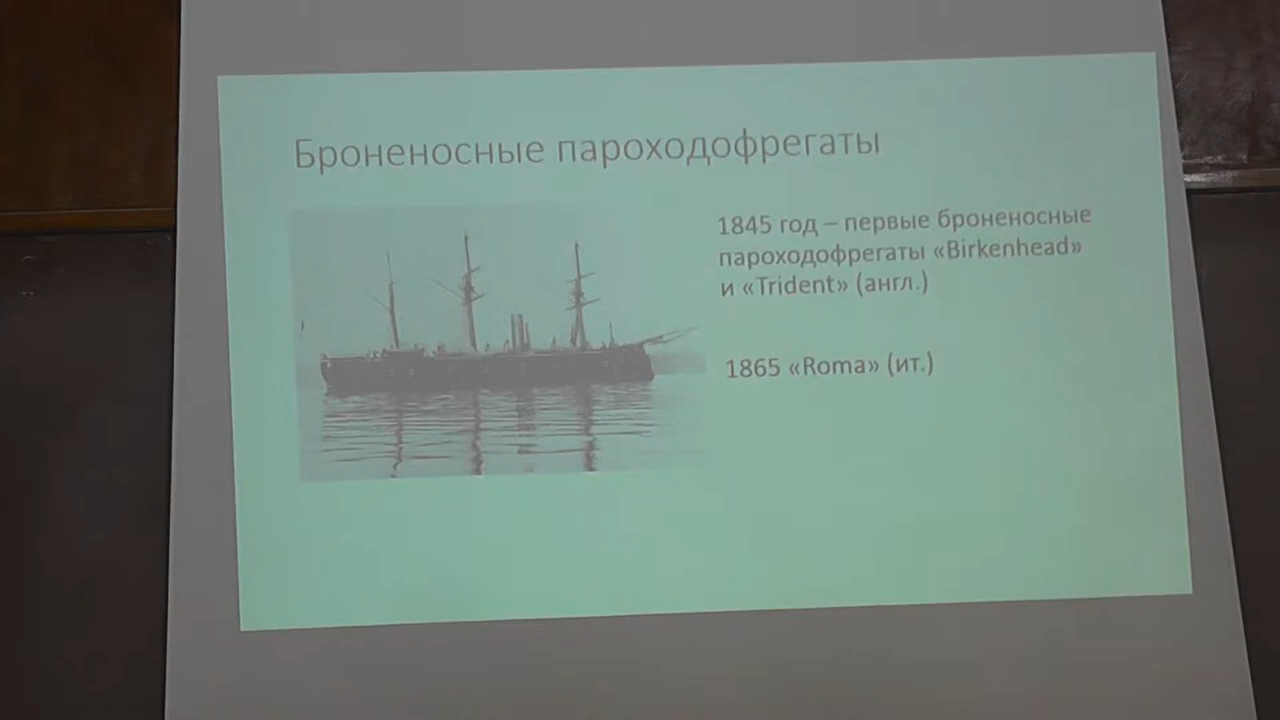 Броненосные пароходофрегаты
1845 год – первые броненосные
пароходофрегаты «Birkenhead»
и «Trident» (англ.)
1865 «Roma» (ит.)